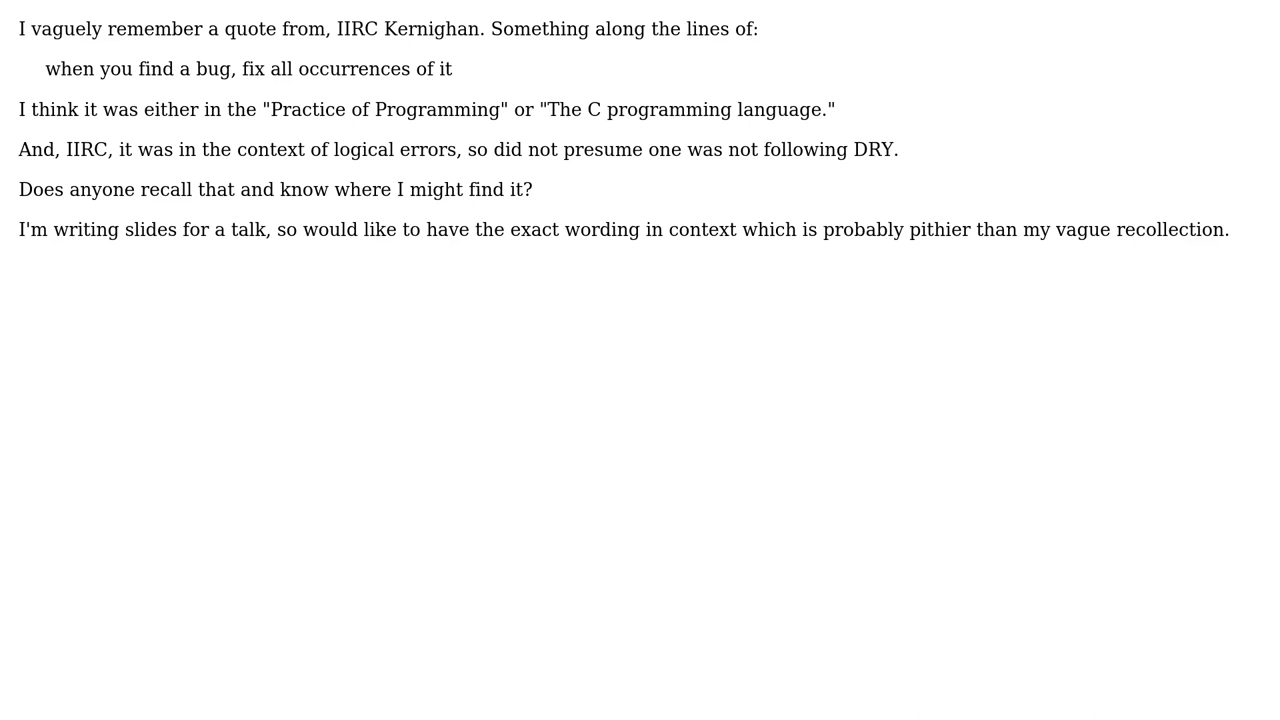 I vaguely remember a quote from, IIRC Kernighan. Something along the lines of:
when you find a bug, fix all occurrences of it
I think it was either in the "Practice of Programming" or "The C programming language."
And, IIRC, it was in the context of logical errors, so did not presume one was not following DRY.
Does anyone recall that and know where I might find it?
I'm writing slides for a talk, so would like to have the exact wording in context which is probably pithier than my vague recollection.